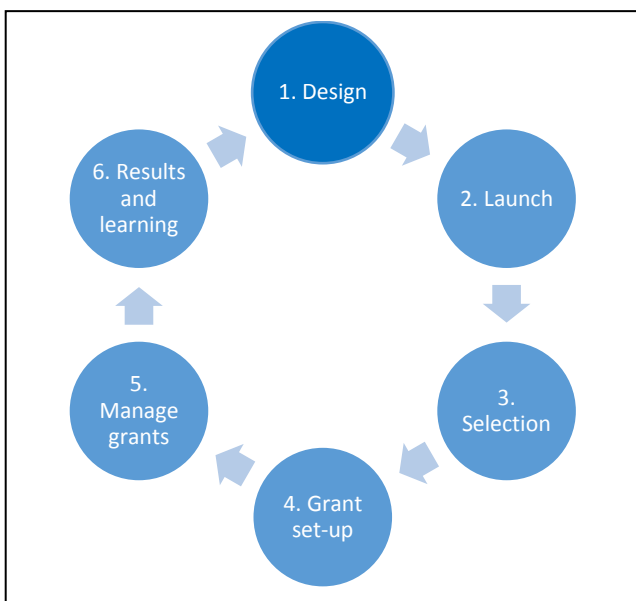 1. Design
2. Launch
3.
Selection
4. Grant
set-up
5.
Manage
grants
6. Results
and
learning